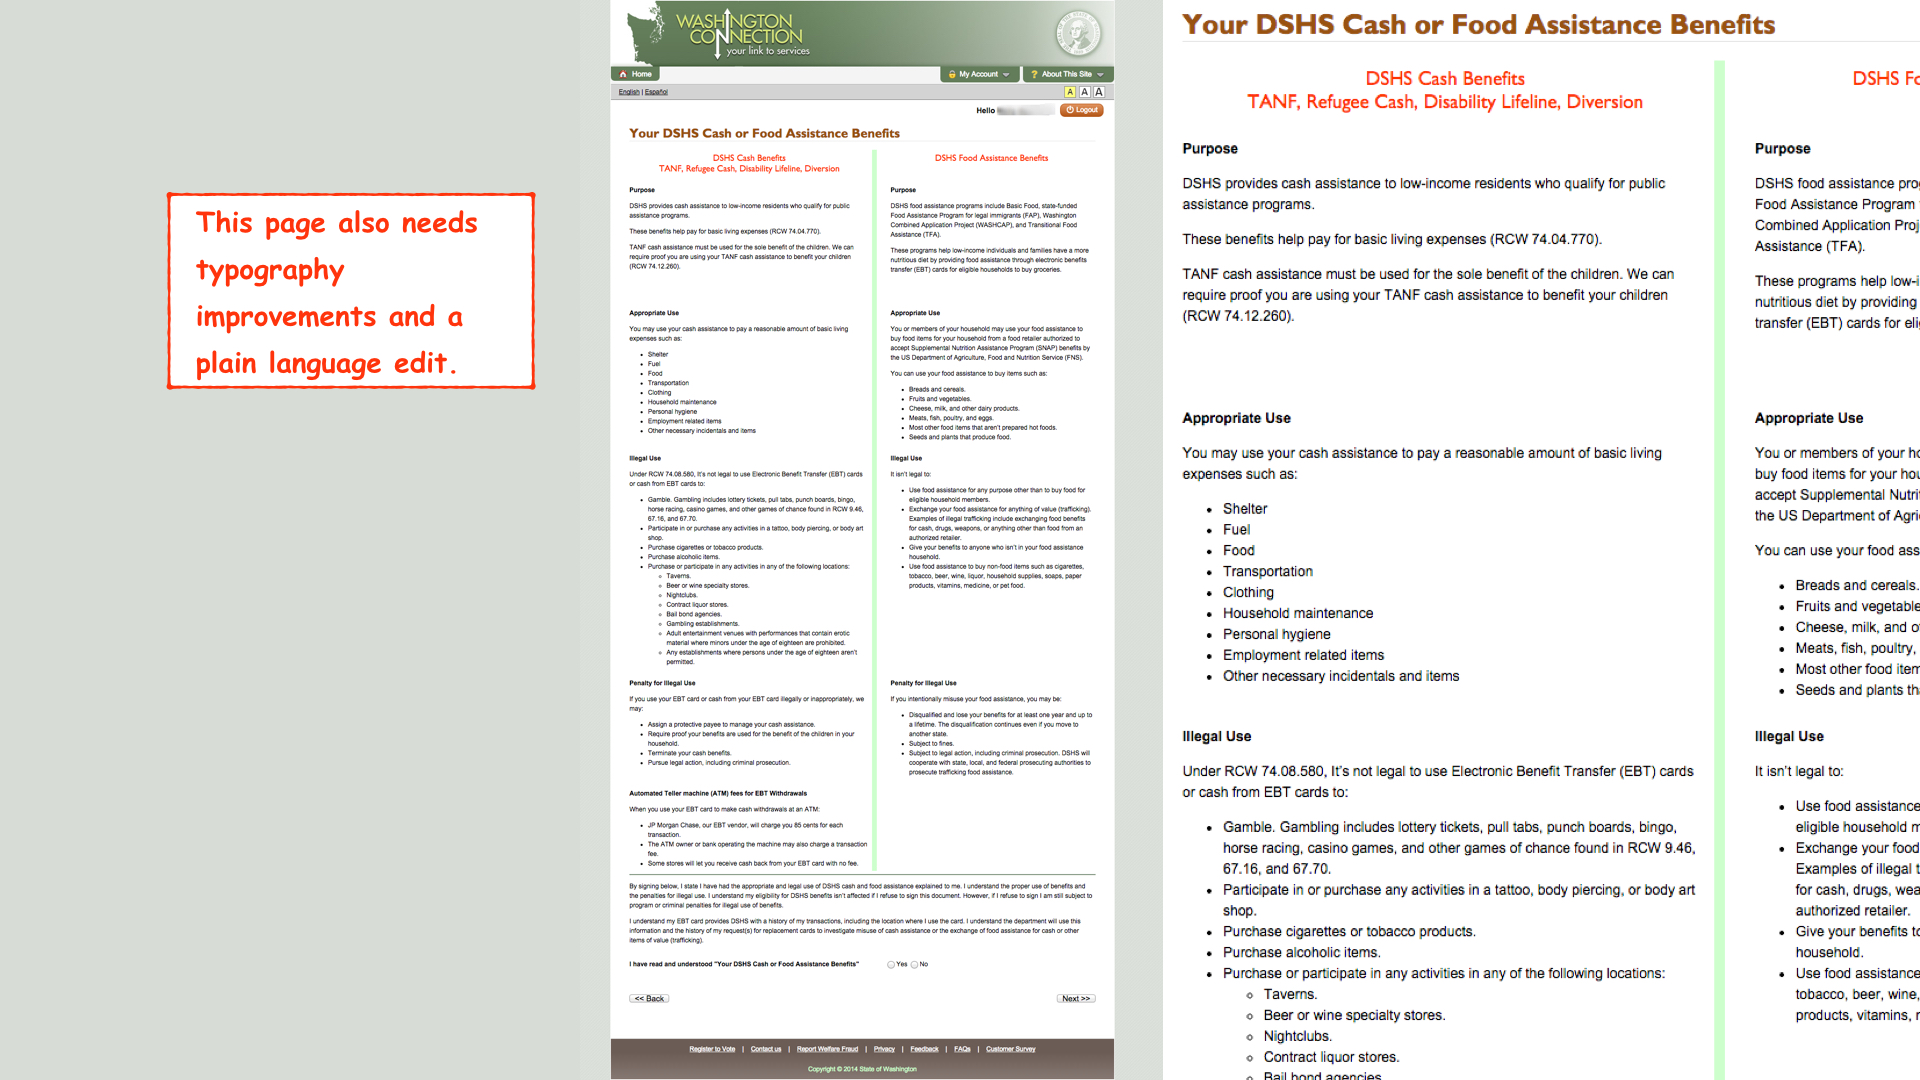 This page also needs
typography
improvements and a
plain language edit.
WASHINGTON
CONNECTION
your link to services
Home
My Account
? About This Site
English | Español
A A A
Hello
Logout
Your DSHS Cash or Food Assistance Benefits
DSHS Cash Benefits
TANF, Refugee Cash, Disability Lifeline, Diversion
Purpose
DSHS provides cash assistance to low-income residents who qualify for public
assistance programs.
These benefits help pay for basic living expenses (RCW 74.04.770).
TANF cash assistance must be used for the sole benefit of the children. We can
require proof you are using your TANF cash assistance to benefit your children
(RCW 74.12.260).
Appropriate Use
You may use your cash assistance to pay a reasonable amount of basic living
expenses such as:
• Shelter
• Fuel
• Food
• Transportation
• Clothing
• Household maintenance
• Personal hygiene
• Employment related items
• Other necessary incidentals and items
Illegal Use
Under RCW 74.08.580, It's not legal to use Electronic Benefit Transfer (EBT) cards
or cash from EBT cards to:
• Gamble. Gambling includes lottery tickets, pull tabs, punch boards, bingo,
horse racing, casino games, and other games of chance found in RCW 9.46,
67.16, and 67.70.
• Participate in or purchase any activities in a tattoo, body piercing, or body art
shop.
• Purchase cigarettes or tobacco products.
• Purchase alcoholic items.
• Purchase or participate in any activities in any of the following locations:
Taverns.
Beer or wine specialty stores.
Nightclubs.
Contract liquor stores.
Bail bond agencies.
Gambling establishments.
Adult entertainment venues with performances that contain erotic
material where minors under the age of eighteen are prohibited.
Any establishments where persons under the age of eighteen aren't
permitted.
Penalty for Illegal Use
If you use your EBT card or cash from your EBT card illegally or inappropriately, we
may:
• Assign a protective payee to manage your cash assistance.
• Require proof your benefits are used for the benefit of the children in your
household.
• Terminate your cash benefits.
• Pursue legal action, including criminal prosecution.
Automated Teller machine (ATM) fees for EBT Withdrawals
When you use your EBT card to make cash withdrawals at an ATM:
• JP Morgan Chase, our EBT vendor, will charge you 85 cents for each
transaction.
• The ATM owner or bank operating the machine may also charge a transaction
fee.
• Some stores will let you receive cash back from your EBT card with no fee.
DSHS Food Assistance Benefits
Purpose
DSHS food assistance programs include Basic Food, state-funded
Food Assistance Program for legal immigrants (FAP), Washington
Combined Application Project (WASHCAP), and Transitional Food
Assistance (TFA).
These programs help low-income individuals and families have a more
nutritious diet by providing food assistance through electronic benefits
transfer (EBT) cards for eligible households to buy groceries.
Appropriate Use
You or members of your household may use your food assistance to
buy food items for your household from a food retailer authorized to
accept Supplemental Nutrition Assistance Program (SNAP) benefits by
the US Department of Agriculture, Food and Nutrition Service (FNS).
You can use your food assistance to buy items such as:
• Breads and cereals.
• Fruits and vegetables.
• Cheese, milk, and other dairy products.
• Meats, fish, poultry, and eggs.
• Most other food items that aren't prepared hot foods.
• Seeds and plants that produce food.
Illegal Use
It isn't legal to:
• Use food assistance for any purpose other than to buy food for
eligible household members.
• Exchange your food assistance for anything of value (trafficking).
Examples of illegal trafficking include exchanging food benefits
for cash, drugs, weapons, or anything other than food from an
authorized retailer.
• Give your benefits to anyone who isn't in your food assistance
household.
• Use food assistance to buy non-food items such as cigarettes,
tobacco, beer, wine, liquor, household supplies, soaps, paper
products, vitamins, medicine, or pet food.
Penalty for Illegal Use
If you intentionally misuse your food assistance, you may be:
• Disqualified and lose your benefits for at least one year and up to
a lifetime. The disqualification continues even if you move to
another state.
• Subject to fines.
• Subject to legal action, including criminal prosecution. DSHS will
cooperate with state, local, and federal prosecuting authorities to
prosecute trafficking food assistance.
By signing below, I state I have had the appropriate and legal use of DSHS cash and food assistance explained to me. I understand the proper use of benefits and
the penalties for illegal use. I understand my eligibility for DSHS benefits isn't affected if I refuse to sign this document. However, if I refuse to sign I am still subject to
program or criminal penalties for illegal use of benefits.
I understand my EBT card provides DSHS with a history of my transactions, including the location where I use the card. I understand the department will use this
information and the history of my request(s) for replacement cards to investigate misuse of cash assistance or the exchange of food assistance for cash or other
items of value (trafficking).
I have read and understood "Your DSHS Cash or Food Assistance Benefits" Yes No
<< Back
Next >>
Register to Vote | Contact us | Report Welfare Fraud | Privacy | Feedback | FAQs | Customer Survey
Copyright © 2014 State of Washington
Your DSHS Cash or Food Assistance Benefits
DSHS Cash Benefits
TANF, Refugee Cash, Disability Lifeline, Diversion
Purpose
DSHS provides cash assistance to low-income residents who qualify for public
assistance programs.
These benefits help pay for basic living expenses (RCW 74.04.770).
TANF cash assistance must be used for the sole benefit of the children. We can
require proof you are using your TANF cash assistance to benefit your children
(RCW 74.12.260).
Appropriate Use
You may use your cash assistance to pay a reasonable amount of basic living
expenses such as:
• Shelter
• Fuel
• Food
• Transportation
• Clothing
• Household maintenance
• Personal hygiene
• Employment related items
• Other necessary incidentals and items
Illegal Use
Under RCW 74.08.580, It's not legal to use Electronic Benefit Transfer (EBT) cards
or cash from EBT cards to:
• Gamble. Gambling includes lottery tickets, pull tabs, punch boards, bingo,
horse racing, casino games, and other games of chance found in RCW 9.46,
67.16, and 67.70.
• Participate in or purchase any activities in a tattoo, body piercing, or body art
shop.
• Purchase cigarettes or tobacco products.
• Purchase alcoholic items.
• Purchase or participate in any activities in any of the following locations:
Taverns.
Beer or wine specialty stores.
Nightclubs.
Contract liquor stores.
Bail bond agencies
DSHS Fo
Purpose
DSHS food assistance pro
Food Assistance Program
Combined Application Proj
Assistance (TFA).
These programs help low-i
nutritious diet by providing
transfer (EBT) cards for eli
Appropriate Use
You or members of your ho
buy food items for your hou
accept Supplemental Nutri
the US Department of Agri
You can use your food ass
• Breads and cereals.
• Fruits and vegetable
• Cheese, milk, and o
• Meats, fish, poultry,
• Most other food item
• Seeds and plants th
Illegal Use
It isn't legal to:
• Use food assistance
eligible household m
• Exchange your food
Examples of illegal t
for cash, drugs, wea
authorized retailer.
• Give your benefits to
household.
• Use food assistance
tobacco, beer, wine,
products, vitamins, m